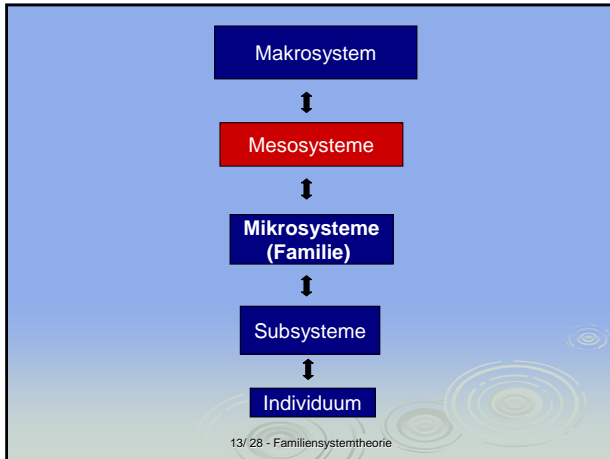 Makrosystem
Mesosysteme
Mikrosysteme
(Familie)
Subsysteme
Individuum
13/ 28 - Familiensystemtheorie